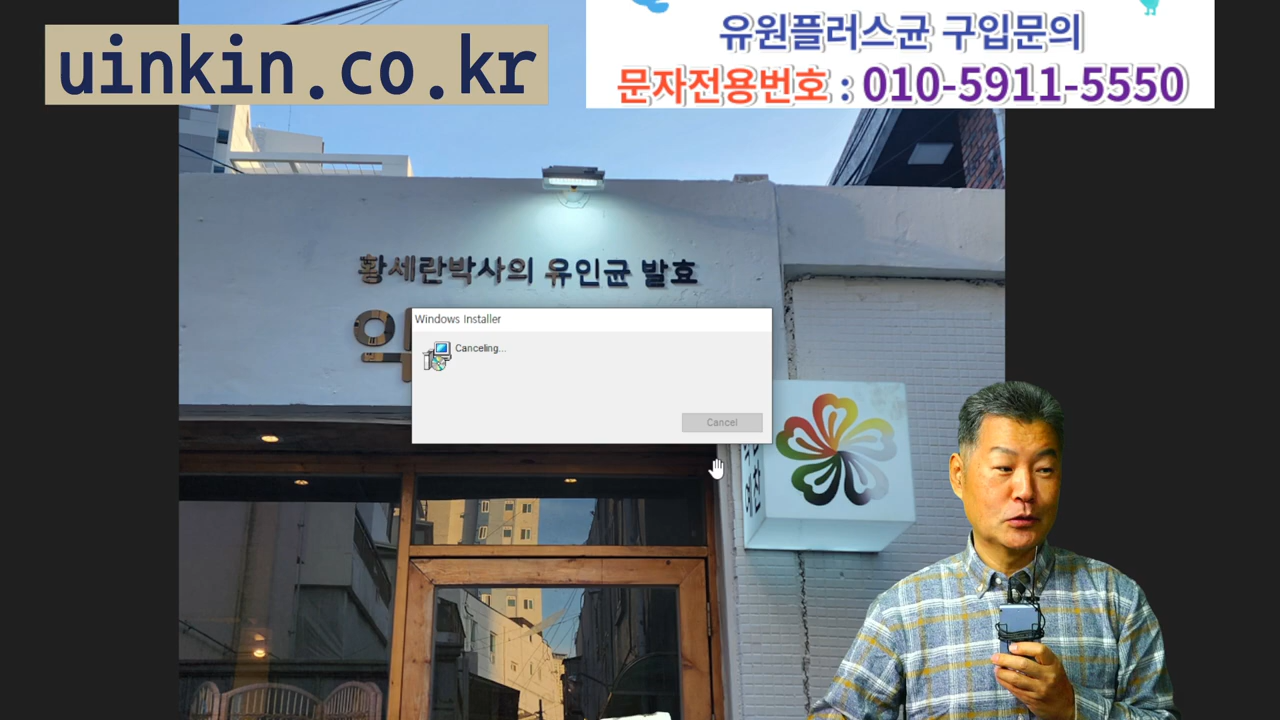 uinkin.co.kr
유원플러스균 구입문의
문자전용번호 : 010-5911-5550
황세란박사의 유인균 발효
Windows Installer
Canceling...
Cancel